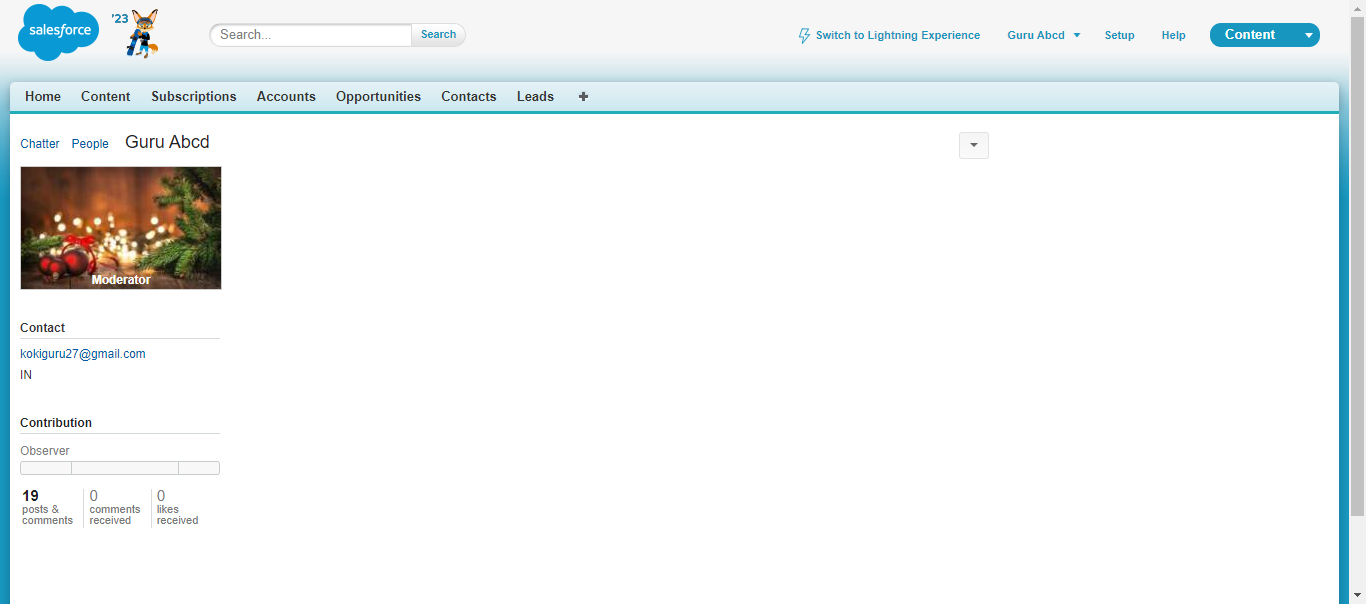 salesforce
'23
Search...
Search
Switch to Lightning Experience
Guru Abcd
Setup
Help
Content
Home
Content
Subscriptions
Accounts
Opportunities
Contacts
Leads
+
Chatter
People
Guru Abcd
Moderator
Contact
kokiguru27@gmail.com
IN
Contribution
Observer
19
posts &
comments
0
comments
received
0
likes
received